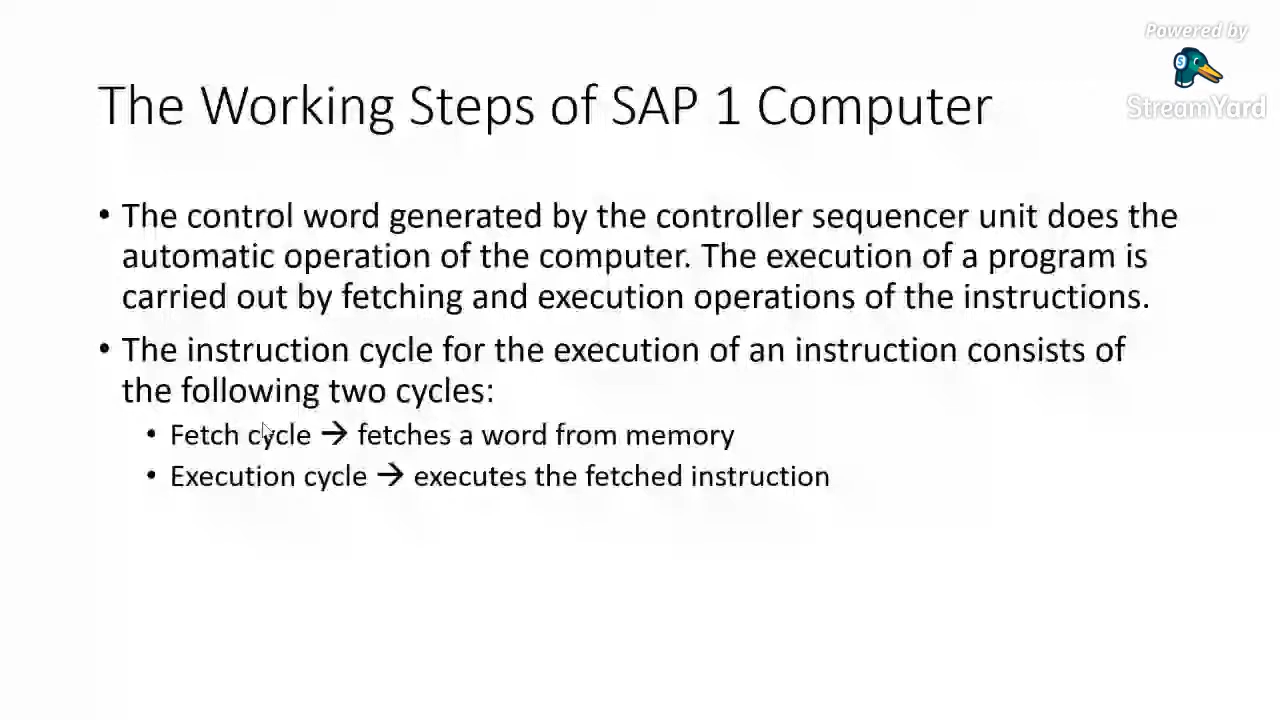 Powered by
StreamYard
The Working Steps of SAP 1 Computer
• The control word generated by the controller sequencer unit does the
automatic operation of the computer. The execution of a program is
carried out by fetching and execution operations of the instructions.
• The instruction cycle for the execution of an instruction consists of
the following two cycles:
• Fetch cycle → fetches a word from memory
• Execution cycle → executes the fetched instruction